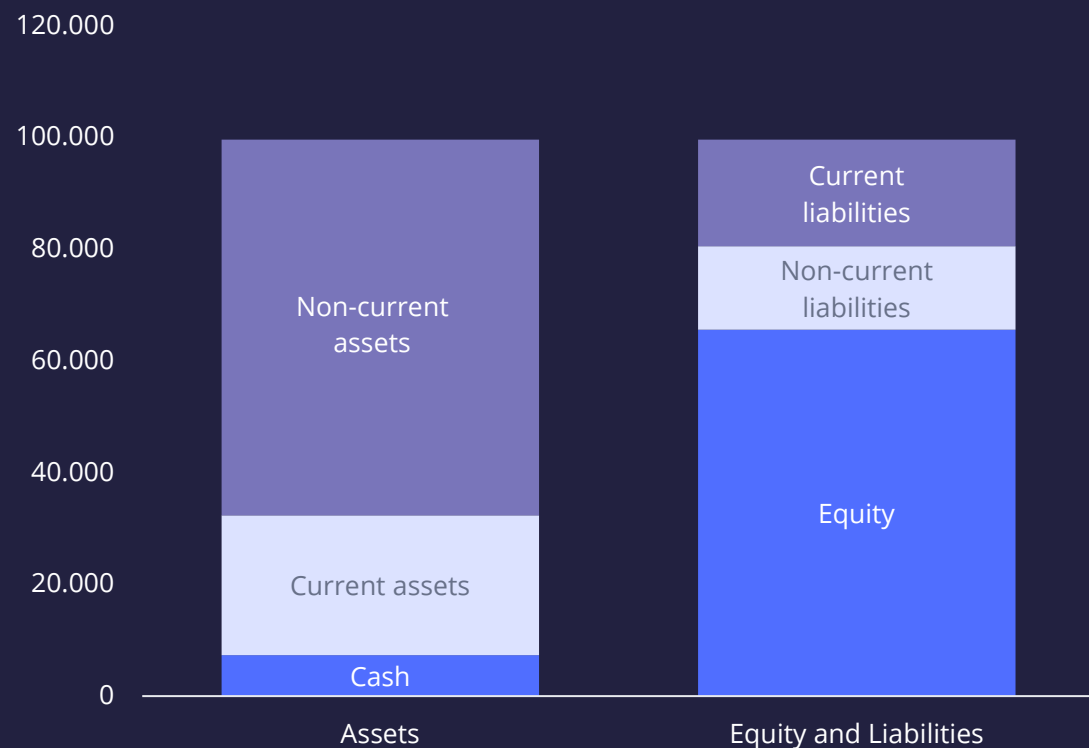 120.000
100.000
80.000
60.000
40.000
20.000
0
Non-current
assets
Current assets
Cash
Current
liabilities
Non-current
liabilities
Equity
Assets
Equity and Liabilities